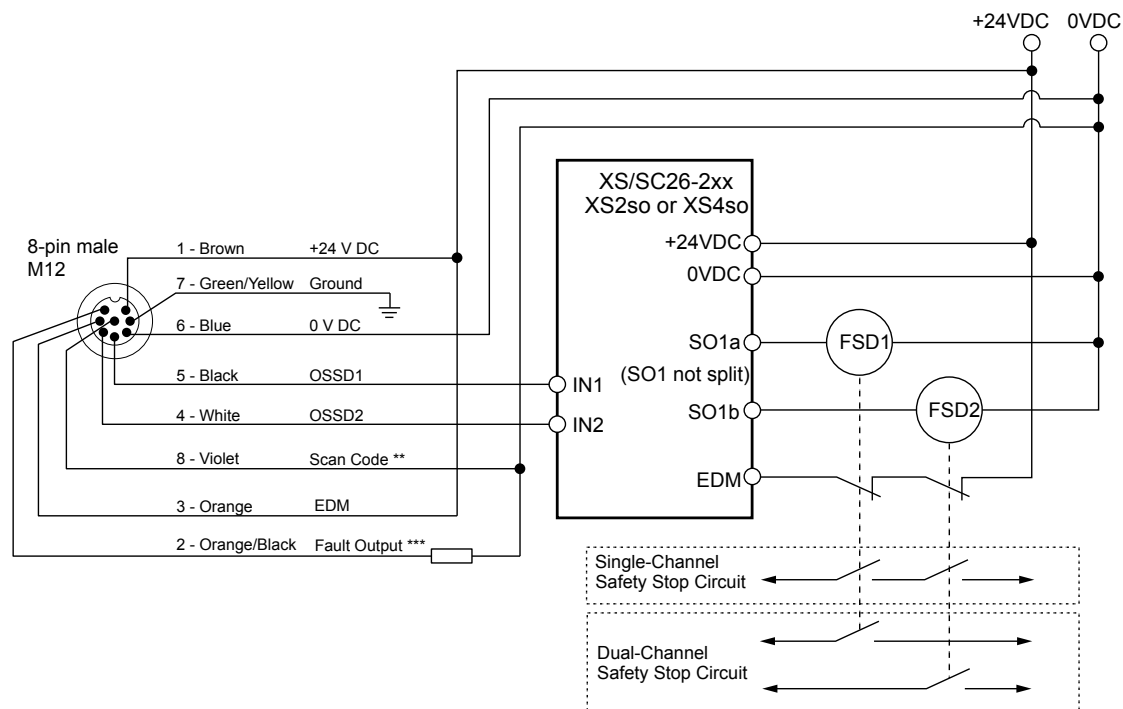 +24VDC 0VDC
XS/SC26-2xx
XS2so or XS4so
8-pin male
M12
1 - Brown +24 V DC
7 - Green/Yellow Ground
6 - Blue 0 V DC
5 - Black OSSD1
4 - White OSSD2
8 - Violet Scan Code **
3 - Orange EDM
2 - Orange/Black Fault Output ***
+24VDC
0VDC
SO1a
(SO1 not split)
SO1b
EDM
IN1
IN2
FSD1
FSD2
Single-Channel
Safety Stop Circuit
Dual-Channel
Safety Stop Circuit